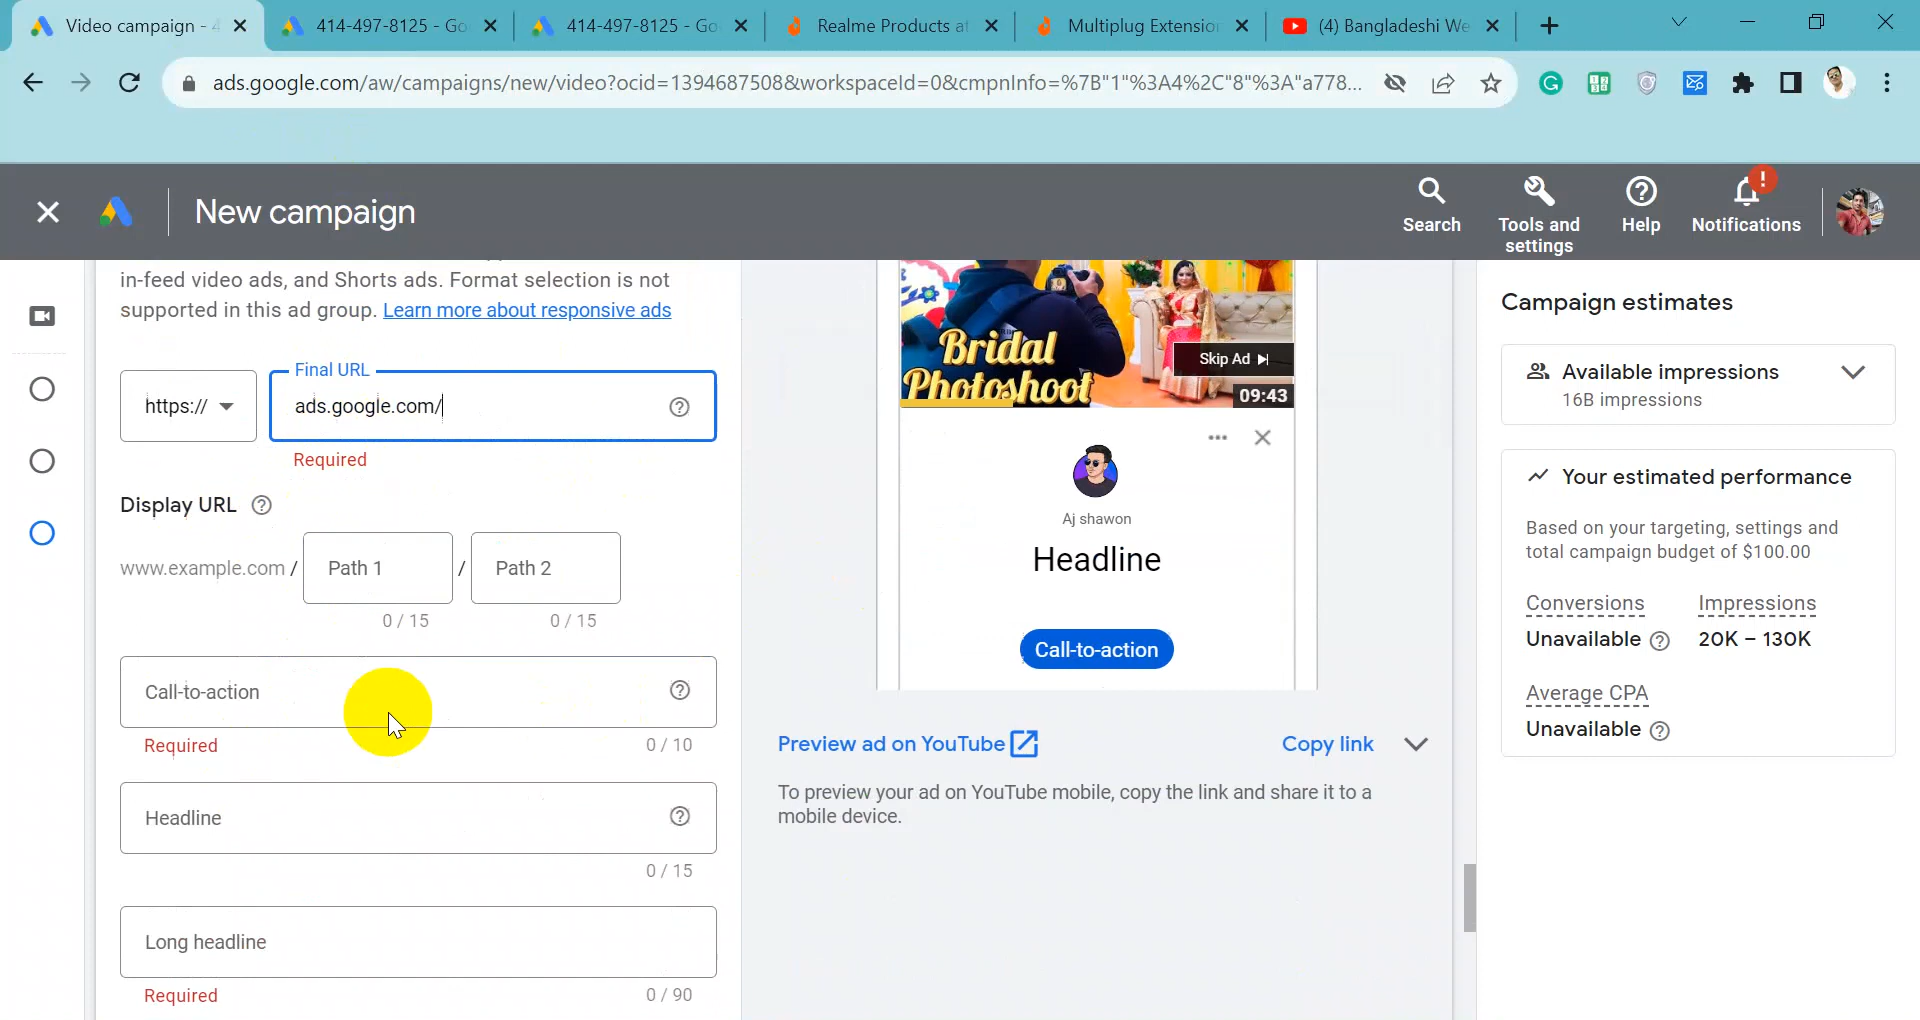 Video campaign - 4
414-497-8125 - Go
414-497-8125 - Go
Realme Products at
Multiplug Extension
(4) Bangladeshi We
ads.google.com/aw/campaigns/new/video?ocid=1394687508&workspaceId=0&cmpnInfo=%7B"1"%3A4%2C"8"%3A"a778...
New campaign
Search
Tools and
settings
Help
Notifications
in-feed video ads, and Shorts ads. Format selection is not
supported in this ad group. Learn more about responsive ads
https://
Final URL
ads.google.com/
Required
Display URL
www.example.com /
Path 1
/
Path 2
0 / 15
0 / 15
Call-to-action
Required
0 / 10
Headline
0 / 15
Long headline
Required
0 / 90
Bridal
Photoshoot
Skip Ad
09:43
Aj shawon
Headline
Call-to-action
Preview ad on YouTube
Copy link
To preview your ad on YouTube mobile, copy the link and share it to a
mobile device.
Campaign estimates
Available impressions
16B impressions
Your estimated performance
Based on your targeting, settings and
total campaign budget of $100.00
Conversions
Impressions
Unavailable
20K – 130K
Average CPA
Unavailable